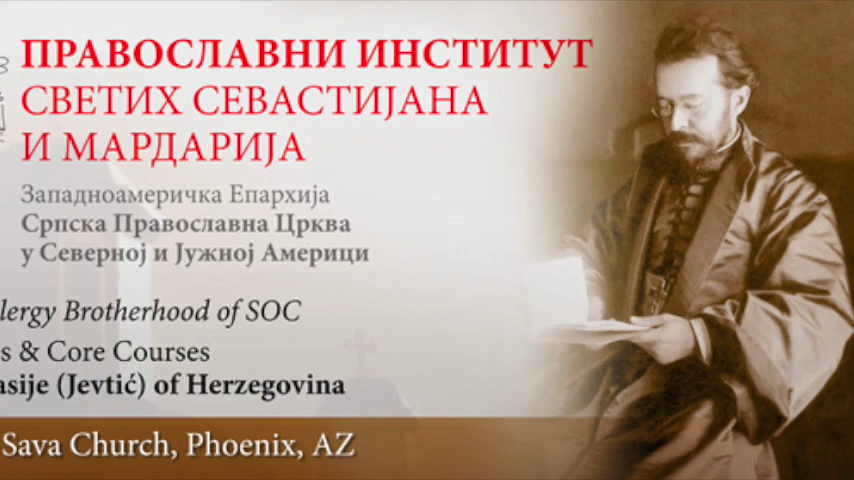 ПРАВОСЛАВНИ ИНСТИТУТ
СВЕТИХ СЕВАСТИЈАНА
И МАРДАРИЈА
Западноамеричка Епархија
Српска Православна Црква
у Северној и Јужној Америци
lergy Brotherhood of SOC
s & Core Courses
asije (Jevtić) of Herzegovina
Sava Church, Phoenix, AZ